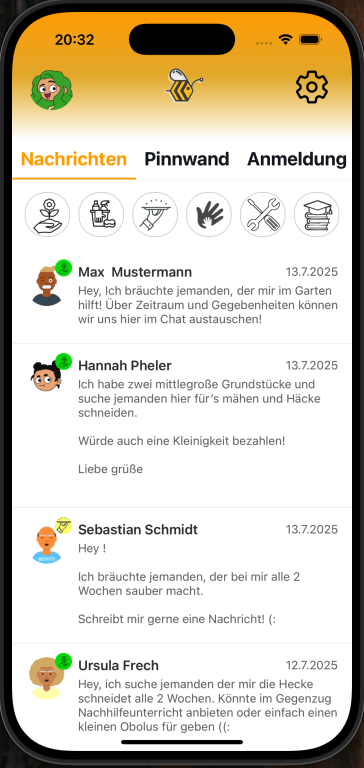 20:32
Nachrichten Pinnwand Anmeldung
Max Mustermann 13.7.2025
Hey, Ich bräuchte jemanden, der mir im Garten
hilft! Über Zeitraum und Gegebenheiten können
wir uns hier im Chat austauschen!
Hannah Pheler 13.7.2025
Ich habe zwei mittlegroße Grundstücke und
suche jemanden hier für's mähen und Häcke
schneiden.
Würde auch eine Kleinigkeit bezahlen!
Liebe grüße
Sebastian Schmidt 13.7.2025
Hey !
Ich bräuchte jemanden, der bei mir alle 2
Wochen sauber macht.
Schreibt mir gerne eine Nachricht! (:
Ursula Frech 12.7.2025
Hey, ich suche jemanden der mir die Hecke
schneidet alle 2 Wochen. Könnte im Gegenzug
Nachhilfeunterricht anbieten oder einfach einen
kleinen Obolus für geben ((: